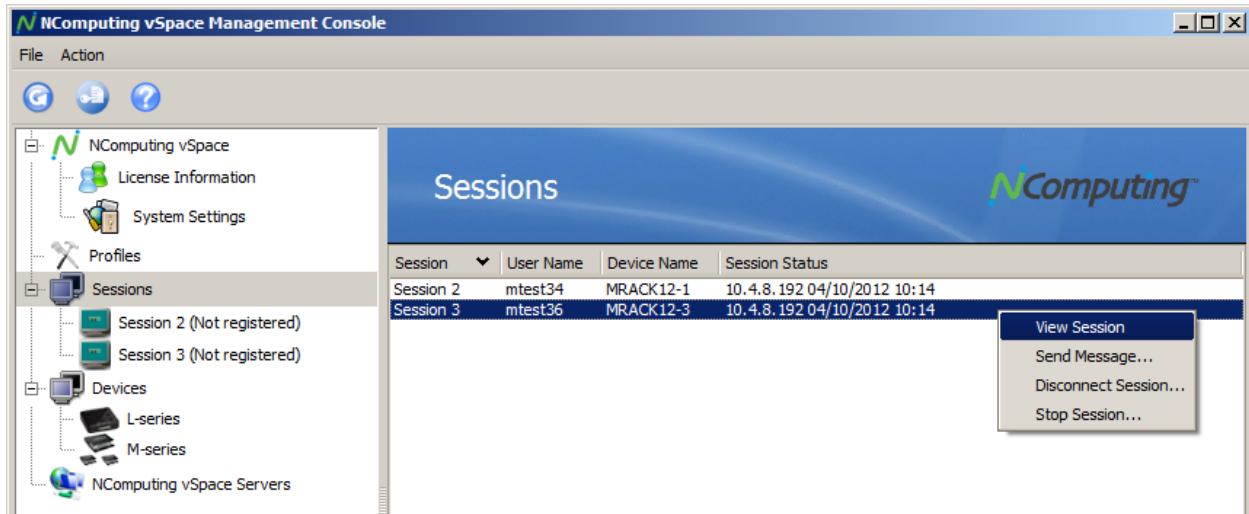 NComputing vSpace Management Console
File Action
NComputing vSpace
License Information
System Settings
Profiles
Sessions
Session 2 (Not registered)
Session 3 (Not registered)
Devices
L-series
M-series
NComputing vSpace Servers
Sessions
NComputing™
Session User Name Device Name Session Status
Session 2 mtest34 MRACK12-1 10.4.8.192 04/10/2012 10:14
Session 3 mtest36 MRACK12-3 10.4.8.192 04/10/2012 10:14
View Session
Send Message...
Disconnect Session...
Stop Session...